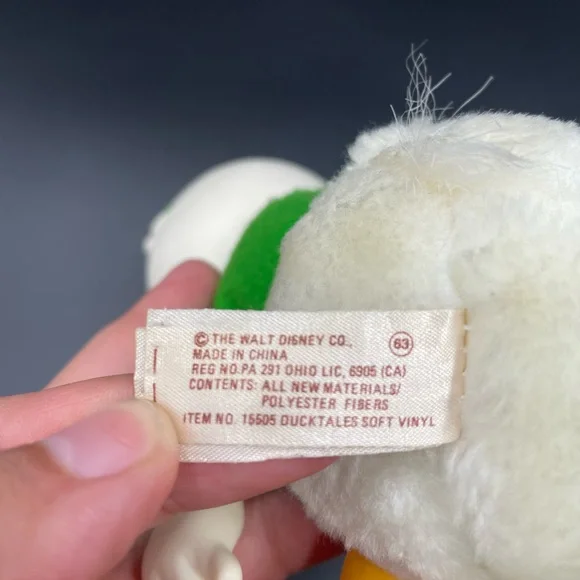 © THE WALT DISNEY CO., 63
MADE IN CHINA
REG NO.PA 291 OHIO LIC, 6905 (CA)
CONTENTS: ALL NEW MATERIALS/
POLYESTER FIBERS
ITEM NO. 15505 DUCKTALES SOFT VINYL